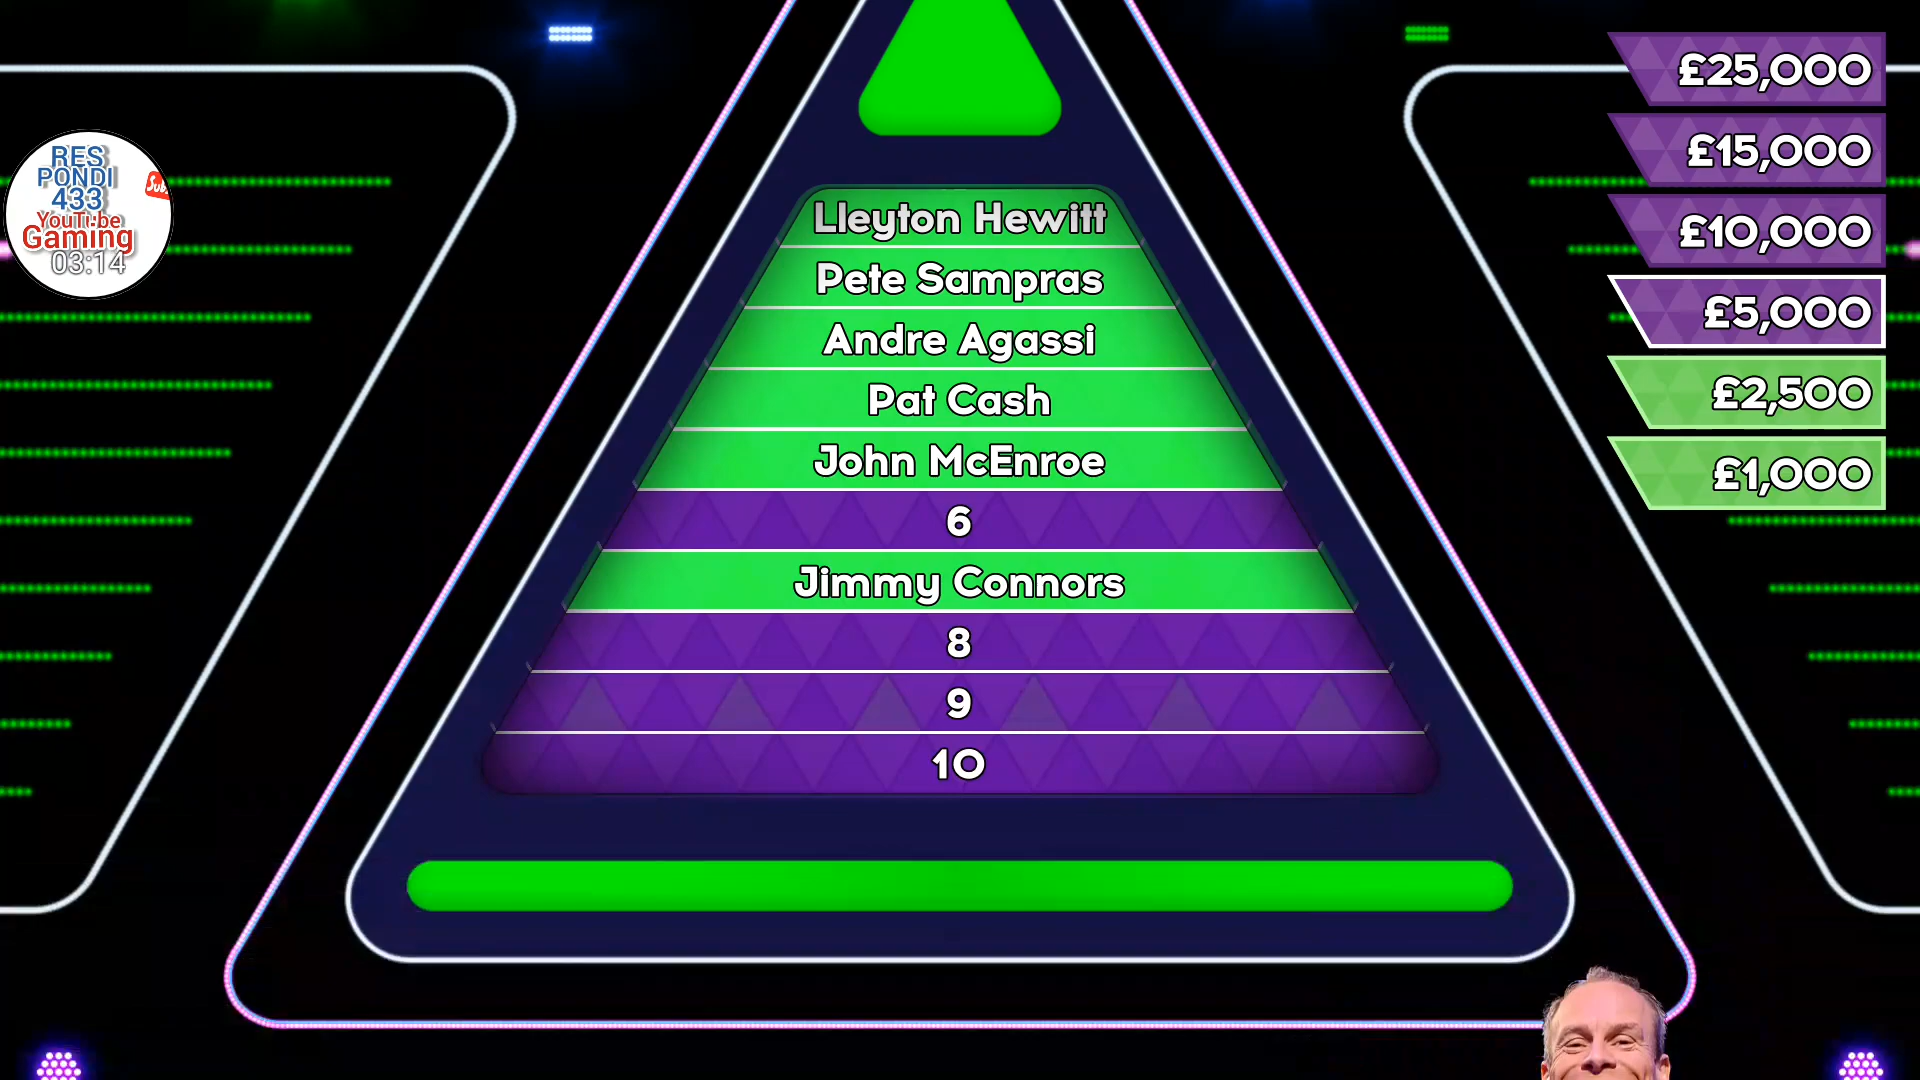 RES
PONDI
433
YouTube
Gaming
03:14
Lleyton Hewitt
Pete Sampras
Andre Agassi
Pat Cash
John McEnroe
6
Jimmy Connors
8
9
10
£25,000
£15,000
£10,000
£5,000
£2,500
£1,000